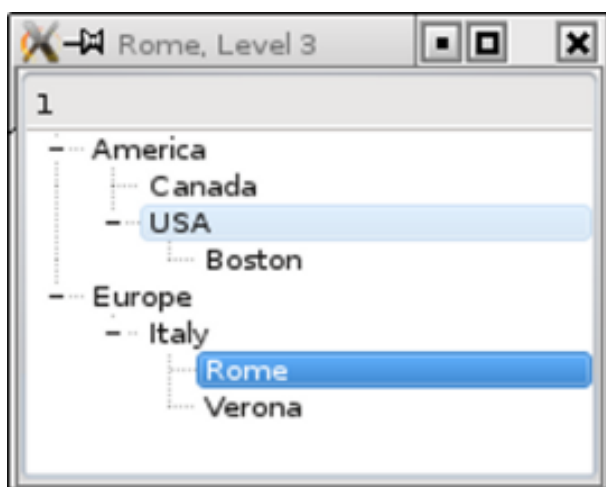 Rome, Level 3
1
America
Canada
USA
Boston
Europe
Italy
Rome
Verona